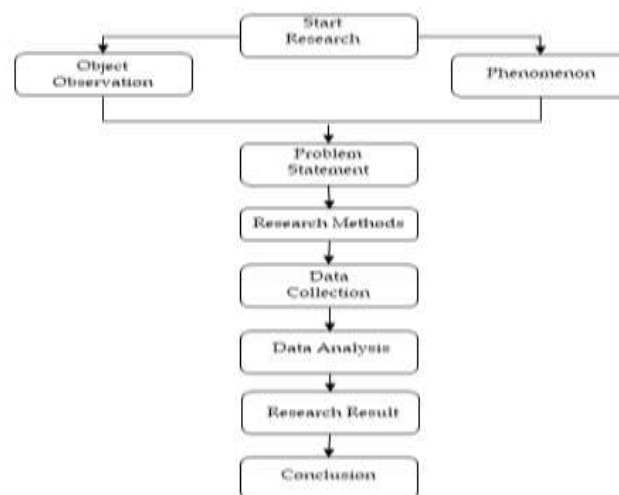 Start
Research
Object
Observation
Phenomenon
Problem
Statement
Research Methods
Data
Collection
Data Analysis
Research Result
Conclusion